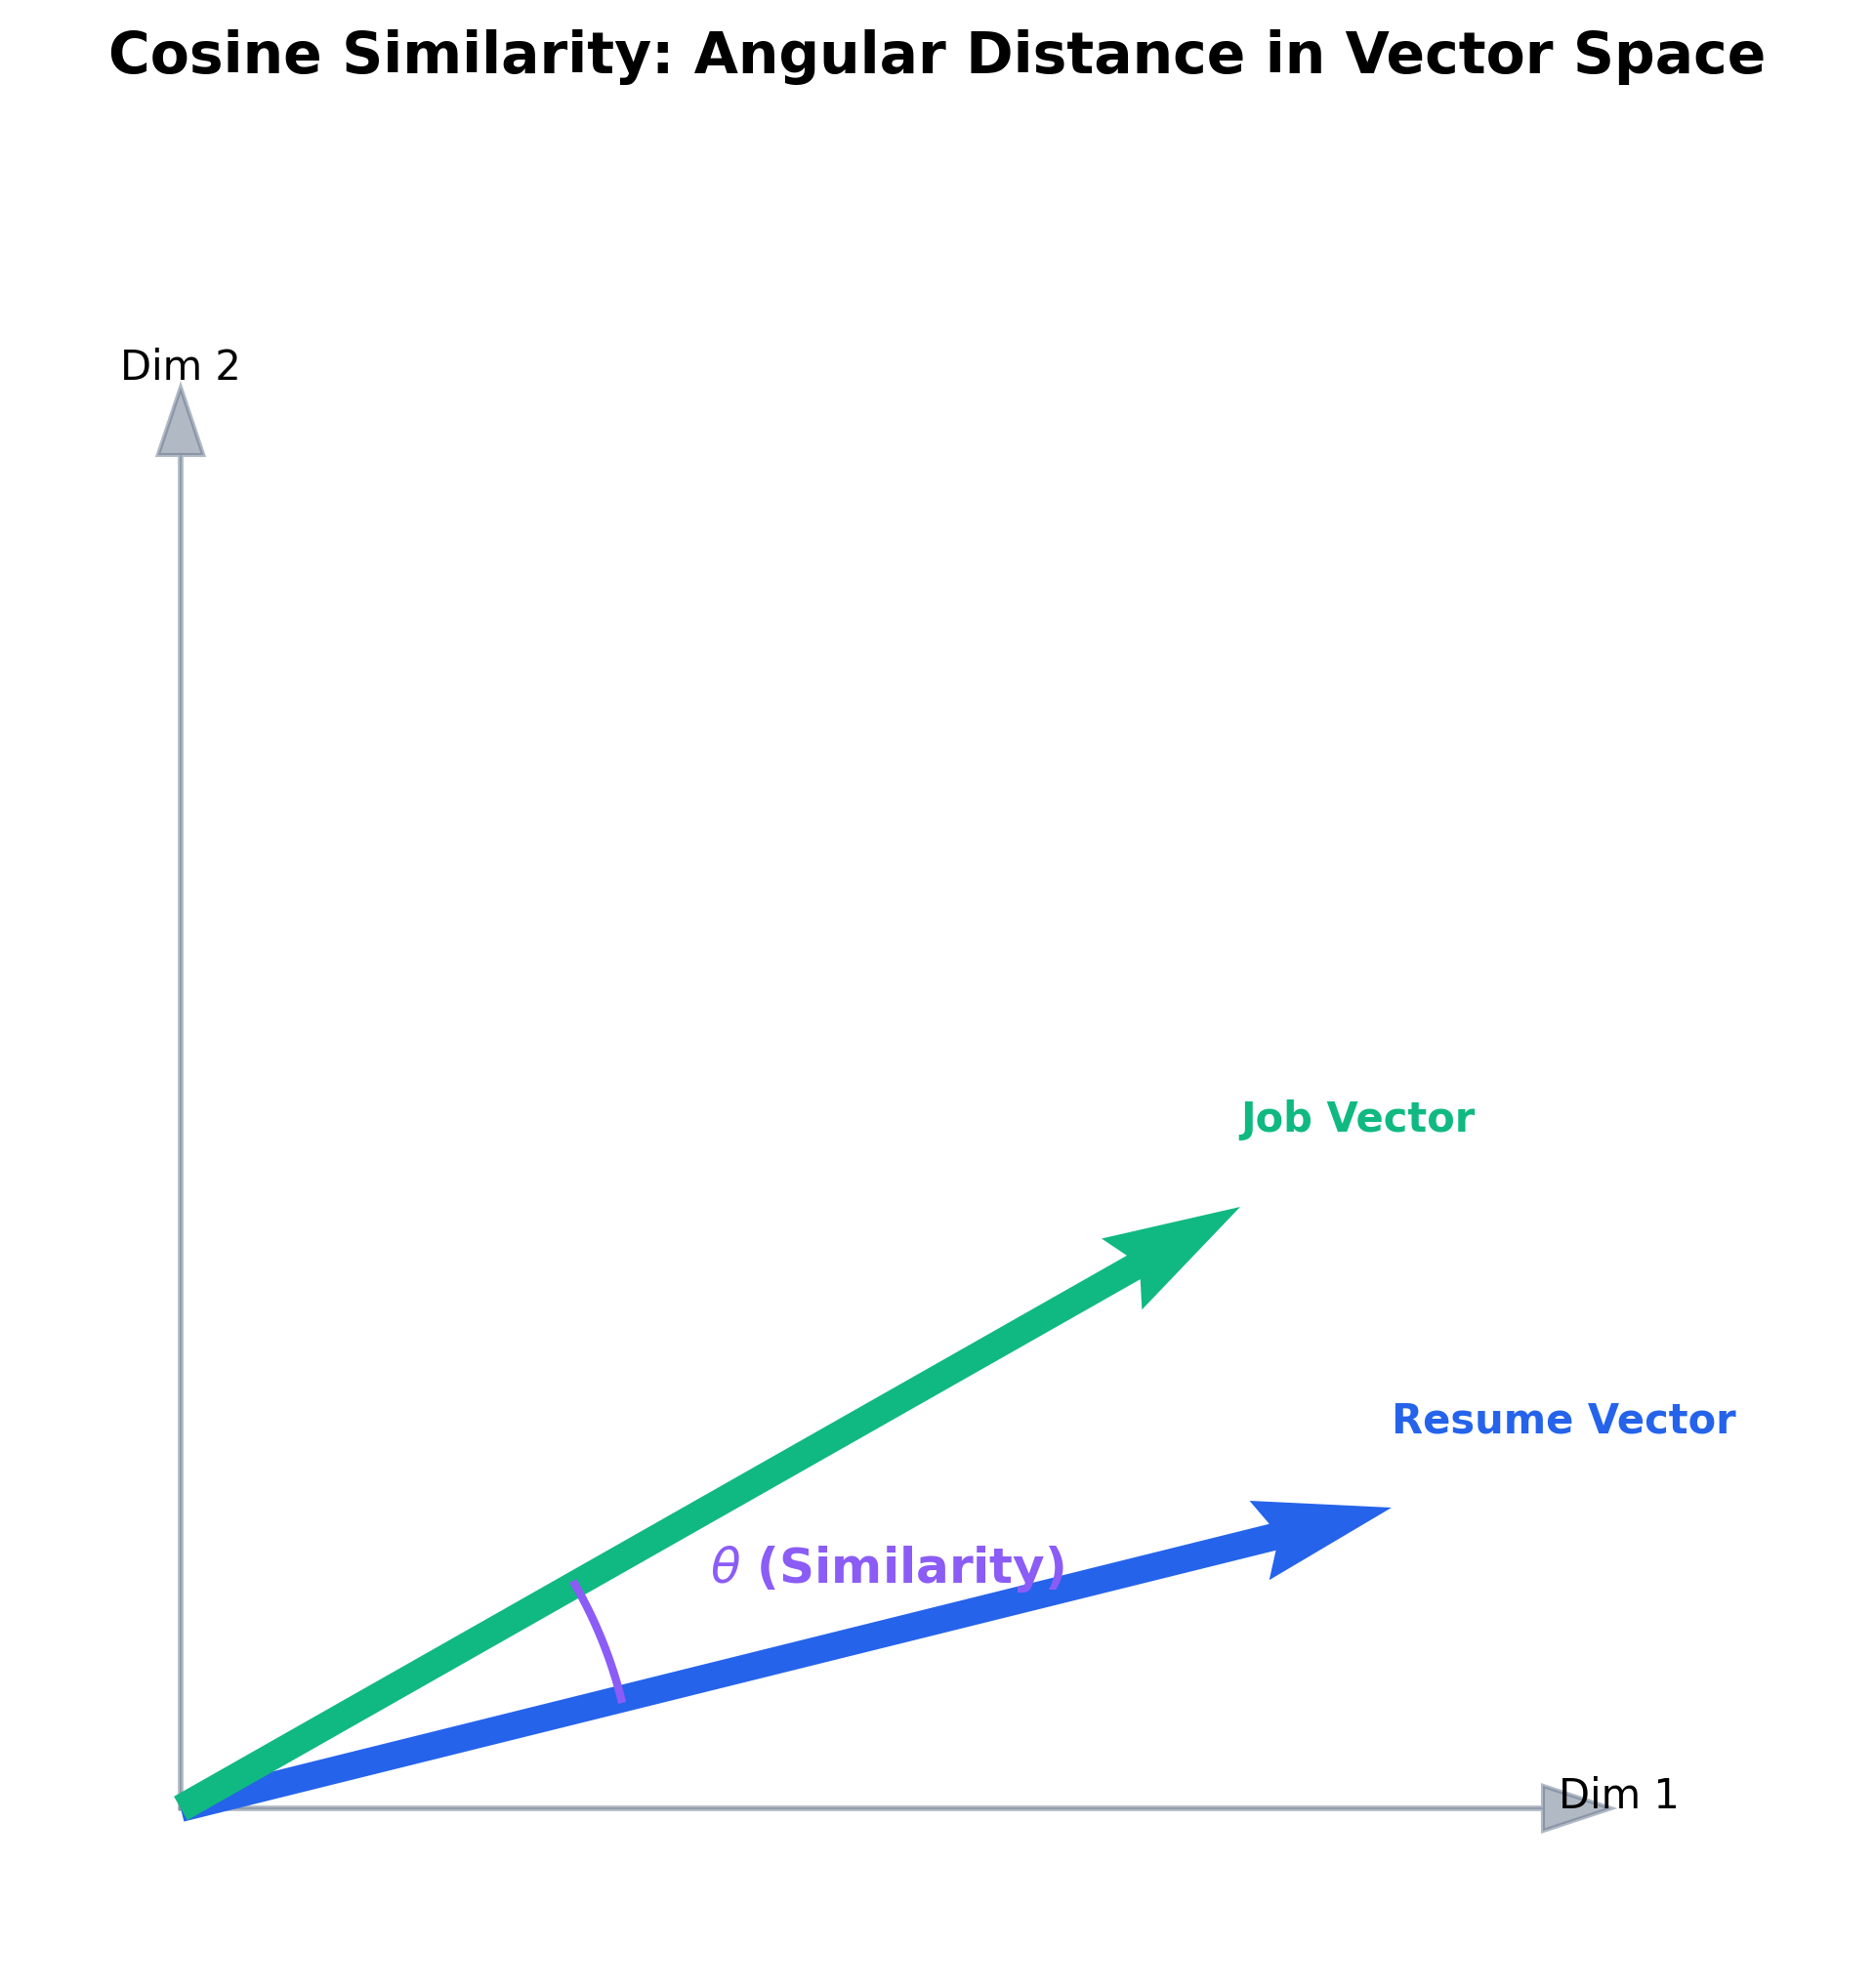 Cosine Similarity: Angular Distance in Vector Space
Dim 2
Job Vector
Resume Vector
θ (Similarity)
Dim 1